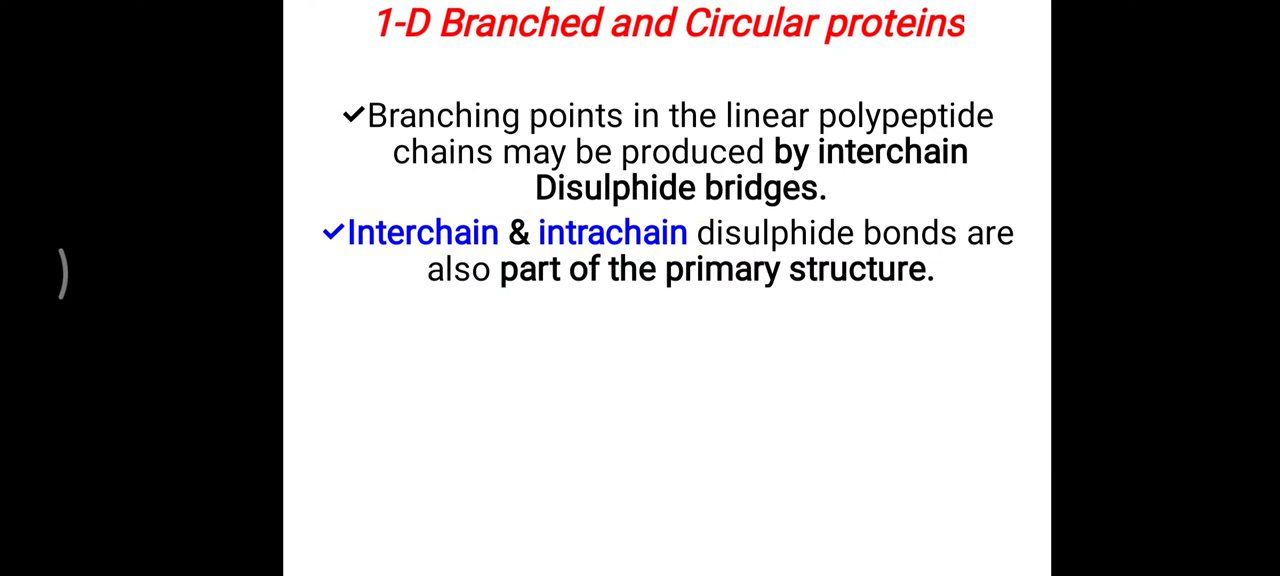 1-D Branched and Circular proteins
✓Branching points in the linear polypeptide
chains may be produced by interchain
Disulphide bridges.
✓Interchain & intrachain disulphide bonds are
also part of the primary structure.